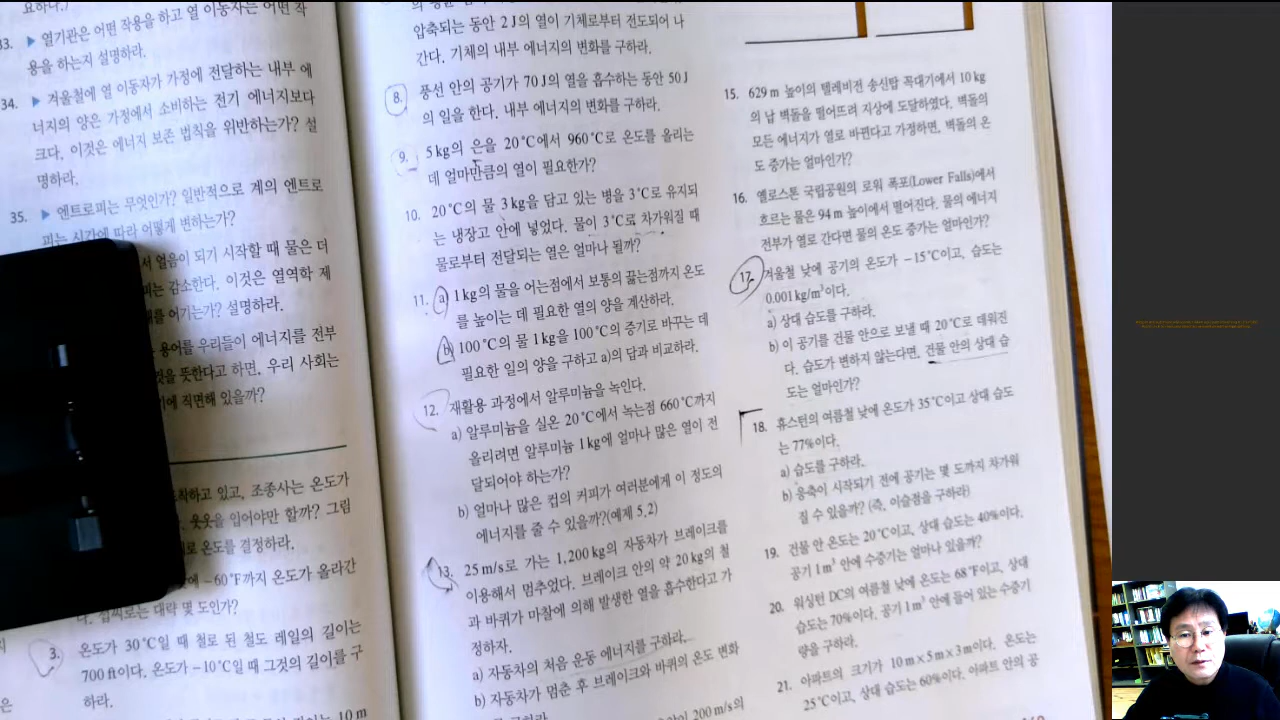 요하나?)
33. ▶ 열기관은 어떤 작용을 하고 열 이동자는 어떤 작
용을 하는지 설명하라.
34. ▶ 겨울철에 열 이동자가 가정에 전달하는 내부 에
너지의 양은 가정에서 소비하는 전기 에너지보다
크다. 이것은 에너지 보존 법칙을 위반하는가? 설
명하라.
35. ▶ 엔트로피는 무엇인가? 일반적으로 계의 엔트로
피는 시간에 따라 어떻게 변하는가?
서 얼음이 되기 시작할 때 물은 더
피는 감소한다. 이것은 열역학 제
를 어기는가? 설명하라.
용어를 우리들이 에너지를 전부
것을 뜻한다고 하면, 우리 사회는
기에 직면해 있을까?
착하고 있고, 조종사는 온도가
웃옷을 입어야만 할까? 그림
로 온도를 결정하라.
에 −60°F까지 온도가 올라간
다. 섭씨로는 대략 몇 도인가?
3. 온도가 30°C일 때 철로 된 철도 레일의 길이는
700 ft이다. 온도가 −10°C일 때 그것의 길이를 구
하라.
압축되는 동안 2 J의 열이 기체로부터 전도되어 나
간다. 기체의 내부 에너지의 변화를 구하라.
8. 풍선 안의 공기가 70 J의 열을 흡수하는 동안 50 J
의 일을 한다. 내부 에너지의 변화를 구하라.
9. 5 kg의 은을 20°C에서 960°C로 온도를 올리는
데 얼마만큼의 열이 필요한가?
10. 20°C의 물 3 kg을 담고 있는 병을 3°C로 유지되
는 냉장고 안에 넣었다. 물이 3°C로 차가워질 때
물로부터 전달되는 열은 얼마나 될까?
11. a) 1 kg의 물을 어는점에서 보통의 끓는점까지 온도
를 높이는 데 필요한 열의 양을 계산하라.
b) 100°C의 물 1 kg을 100°C의 증기로 바꾸는 데
필요한 일의 양을 구하고 a)의 답과 비교하라.
12. 재활용 과정에서 알루미늄을 녹인다.
a) 알루미늄을 실온 20°C에서 녹는점 660°C까지
올리려면 알루미늄 1 kg에 얼마나 많은 열이 전
달되어야 하는가?
b) 얼마나 많은 컵의 커피가 여러분에게 이 정도의
에너지를 줄 수 있을까?(예제 5.2)
13. 25 m/s로 가는 1,200 kg의 자동차가 브레이크를
이용해서 멈추었다. 브레이크 안의 약 20 kg의 철
과 바퀴가 마찰에 의해 발생한 열을 흡수한다고 가
정하자.
a) 자동차의 처음 운동 에너지를 구하라.
b) 자동차가 멈춘 후 브레이크와 바퀴의 온도 변화
200 m/s의
15. 629 m 높이의 텔레비전 송신탑 꼭대기에서 10 kg
의 납 벽돌을 떨어뜨려 지상에 도달하였다. 벽돌의
모든 에너지가 열로 바뀐다고 가정하면, 벽돌의 온
도 증가는 얼마인가?
16. 옐로스톤 국립공원의 로워 폭포(Lower Falls)에서
흐르는 물은 94 m 높이에서 떨어진다. 물의 에너지
전부가 열로 간다면 물의 온도 증가는 얼마인가?
17. 겨울철 낮에 공기의 온도가 −15°C이고, 습도는
0.001 kg/m³이다.
a) 상대 습도를 구하라.
b) 이 공기를 건물 안으로 보낼 때 20°C로 데워진
다. 습도가 변하지 않는다면, 건물 안의 상대 습
도는 얼마인가?
18. 휴스턴의 여름철 낮에 온도가 35°C이고 상대 습도
는 77%이다.
a) 습도를 구하라.
b) 응축이 시작되기 전에 공기는 몇 도까지 차가워
질 수 있을까? (즉, 이슬점을 구하라)
19. 건물 안 온도는 20°C이고, 상대 습도는 40%이다.
공기 1 m³ 안에 수증기는 얼마나 있을까?
20. 워싱턴 DC의 여름철 낮에 온도는 68°F이고, 상대
습도는 70%이다. 공기 1 m³ 안에 들어 있는 수증기
량을 구하라.
21. 아파트의 크기가 10 m × 5 m × 3 m이다. 온도는
25°C이고, 상대 습도는 60%이다. 아파트 안의 공